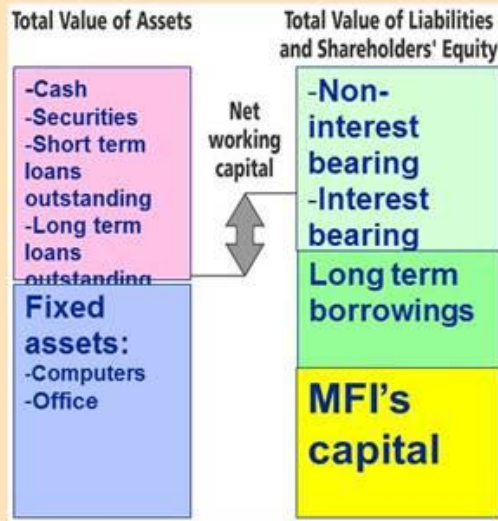 Total Value of Assets
-Cash
-Securities
-Short term
loans
outstanding
-Long term
loans
outstanding
Fixed
assets:
-Computers
-Office
Net
working
capital
Total Value of Liabilities
and Shareholders' Equity
-Non-
interest
bearing
-Interest
bearing
Long term
borrowings
MFI's
capital